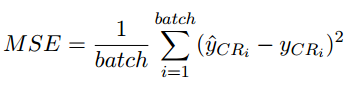 MSE = \frac{1}{batch} \sum_{i=1}^{batch} (\hat{y}_{CR_i} - y_{CR_i})^2